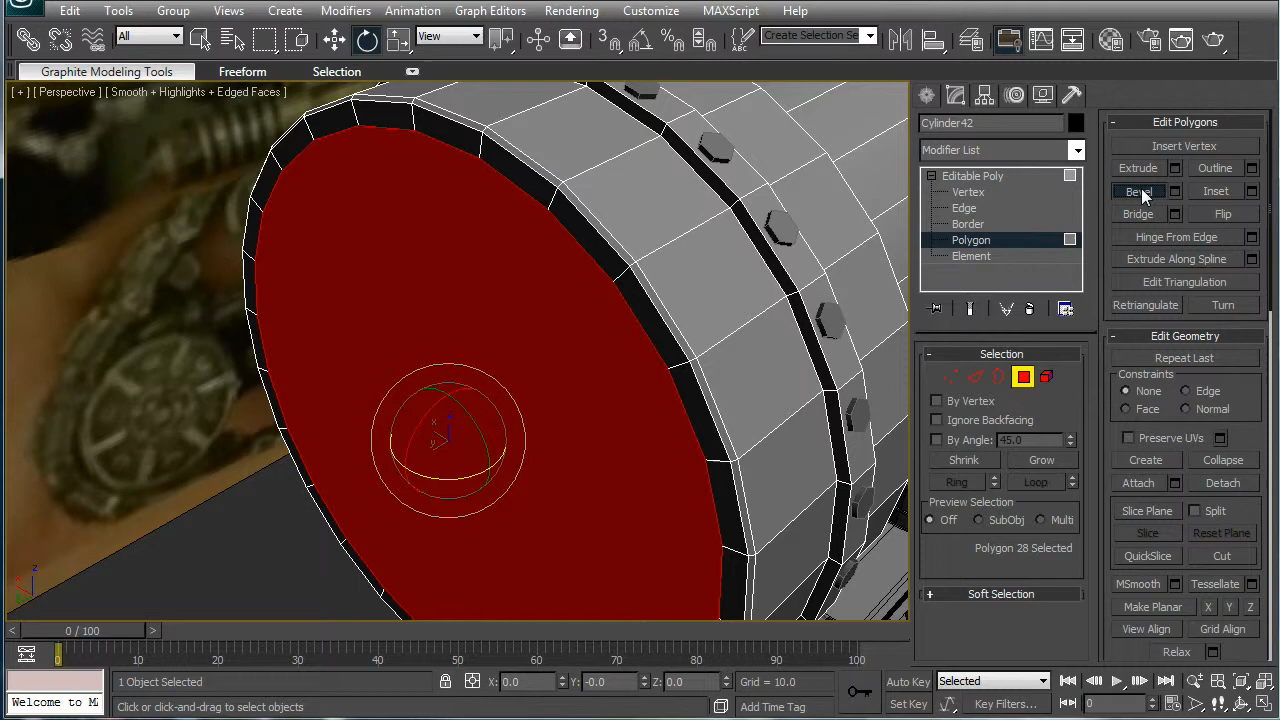 Edit Tools Group Views Create Modifiers Animation Graph Editors Rendering Customize MAXScript Help
All View 3 Create Selection Se
Graphite Modeling Tools Freeform Selection
[ + ] [ Perspective ] [ Smooth + Highlights + Edged Faces ]
Cylinder42
Modifier List
Editable Poly
Vertex
Edge
Border
Polygon
Element
- Selection
By Vertex
Ignore Backfacing
By Angle: 45.0
Shrink Grow
Ring Loop
Preview Selection
Off SubObj Multi
Polygon 28 Selected
+ Soft Selection
- Edit Polygons
Insert Vertex
Extrude Outline
Bevel Inset
Bridge Flip
Hinge From Edge
Extrude Along Spline
Edit Triangulation
Retriangulate Turn
- Edit Geometry
Repeat Last
Constraints
None Edge
Face Normal
Preserve UVs
Create Collapse
Attach Detach
Slice Plane Split
Slice Reset Plane
QuickSlice Cut
MSmooth Tessellate
Make Planar X Y Z
View Align Grid Align
Relax
x
y
z
x
< 0 / 100 >
0 10 20 30 40 50 60 70 80 90 100
1 Object Selected X: 0.0 Y: -0.0 Z: 0.0 Grid = 10.0 Auto Key Selected
Welcome to M Click or click-and-drag to select objects Add Time Tag Set Key Key Filters... 0